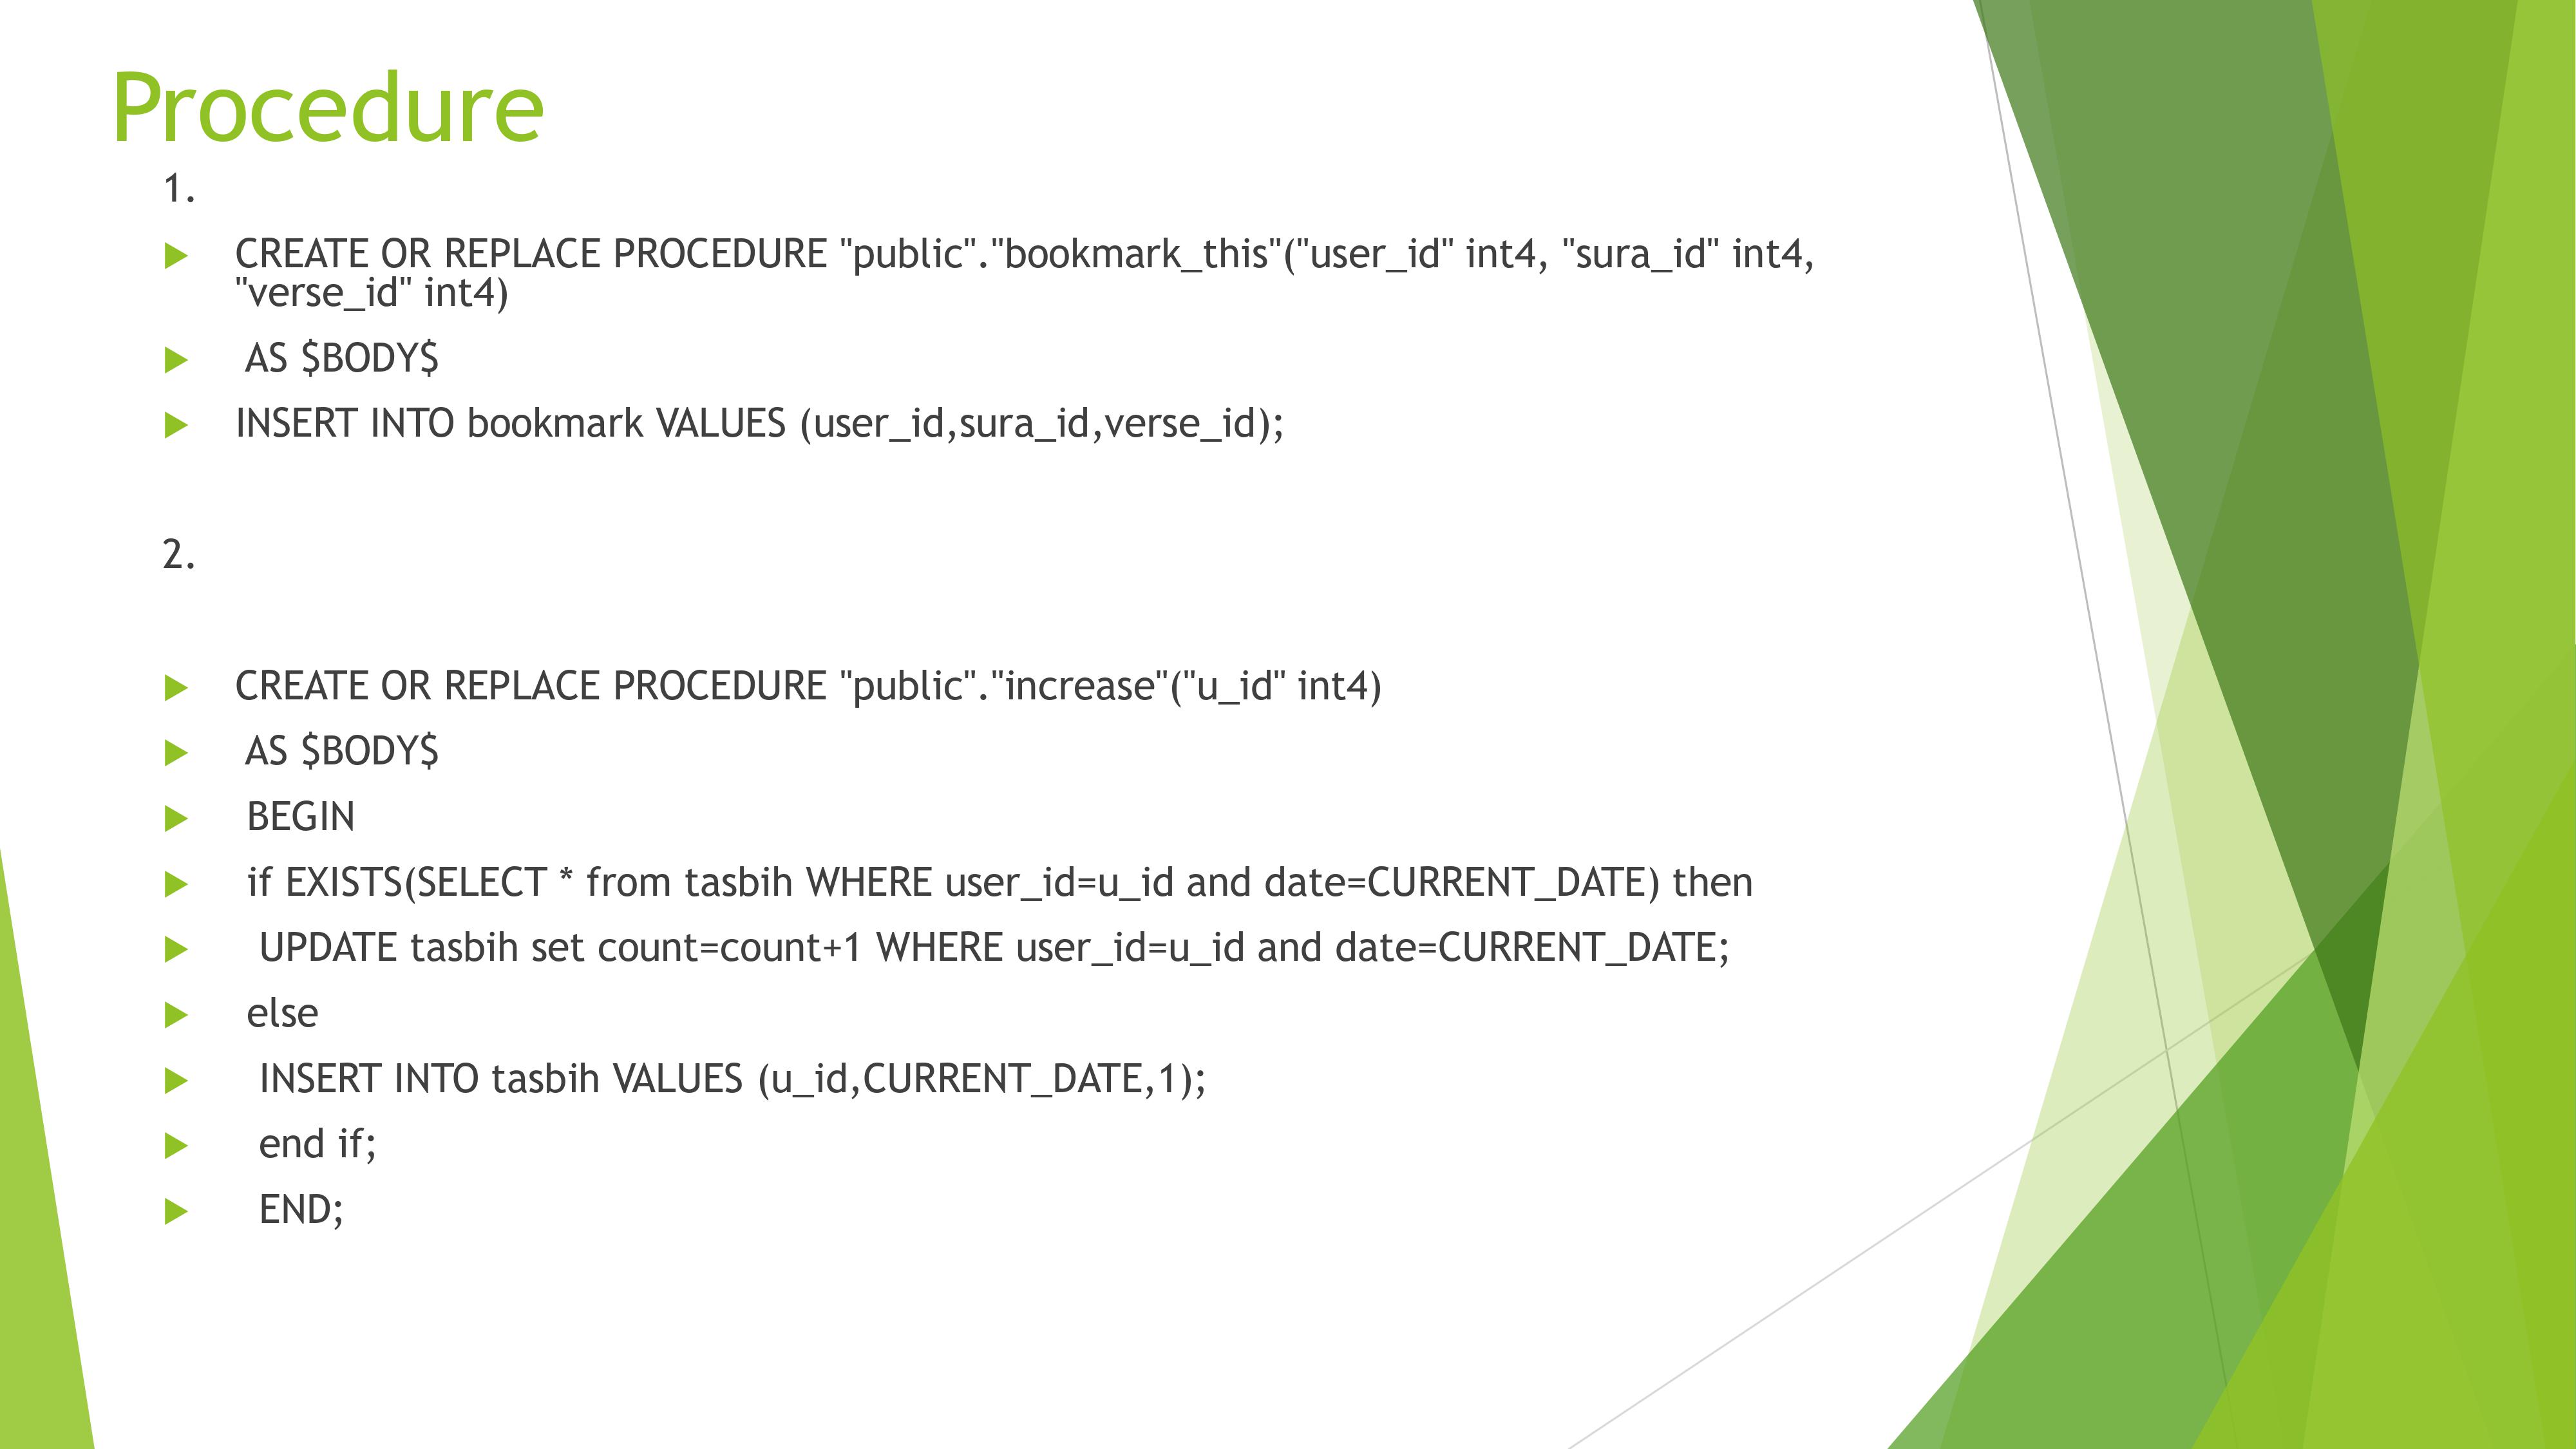 Procedure
1.
CREATE OR REPLACE PROCEDURE "public"."bookmark_this"("user_id" int4, "sura_id" int4,
"verse_id" int4)
AS $BODY$
INSERT INTO bookmark VALUES (user_id,sura_id,verse_id);
2.
CREATE OR REPLACE PROCEDURE "public"."increase"("u_id" int4)
AS $BODY$
BEGIN
if EXISTS(SELECT * from tasbih WHERE user_id=u_id and date=CURRENT_DATE) then
UPDATE tasbih set count=count+1 WHERE user_id=u_id and date=CURRENT_DATE;
else
INSERT INTO tasbih VALUES (u_id,CURRENT_DATE,1);
end if;
END;